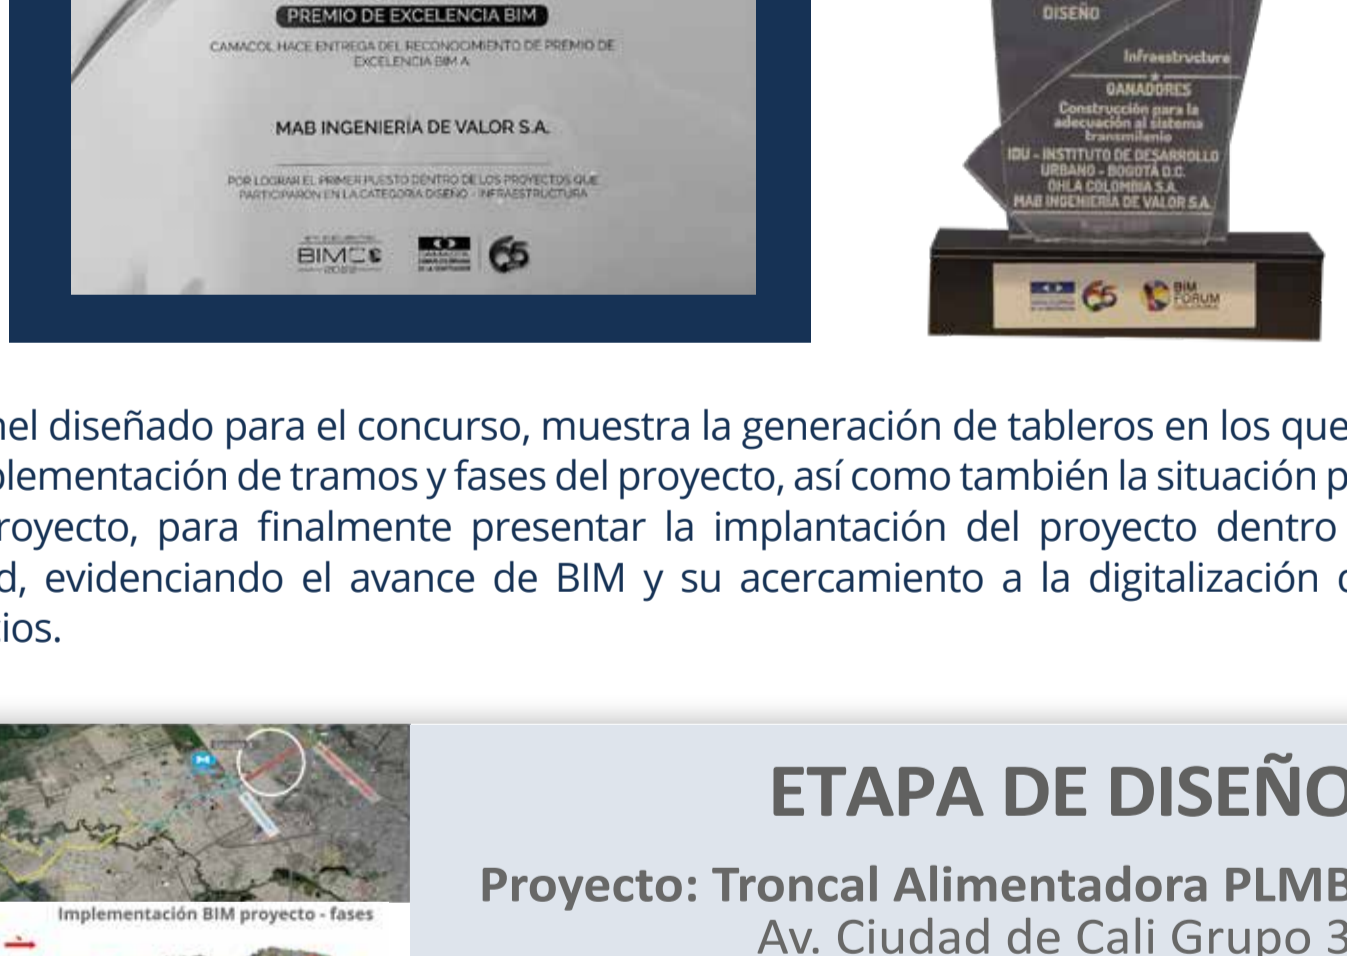 PREMIO DE EXCELENCIA BIM
CAMACOL HACE ENTREGA DEL RECONOCIMIENTO DE PREMIO DE
EXCELENCIA BIM A
MAB INGENIERÍA DE VALOR S.A.
POR LOGRAR EL PRIMER PUESTO DENTRO DE LOS PROYECTOS QUE
PARTICIPARON EN LA CATEGORÍA DISEÑO - INFRAESTRUCTURA
BIMCO
2022
65
DISEÑO
Infraestructure
GANADORES
Construcción para la
adecuación al sistema
transmilenio
IDU - INSTITUTO DE DESARROLLO
URBANO - BOGOTÁ D.C.
OHLA COLOMBIA S.A.
MAB INGENIERÍA DE VALOR S.A.
65
BIM
FORUM
nel diseñado para el concurso, muestra la generación de tableros en los que
plementación de tramos y fases del proyecto, así como también la situación p
royecto, para finalmente presentar la implantación del proyecto dentro
d, evidenciando el avance de BIM y su acercamiento a la digitalización
ios.
ETAPA DE DISEÑO
Proyecto: Troncal Alimentadora PLMB
Av. Ciudad de Cali Grupo 3
Implementación BIM proyecto - fases